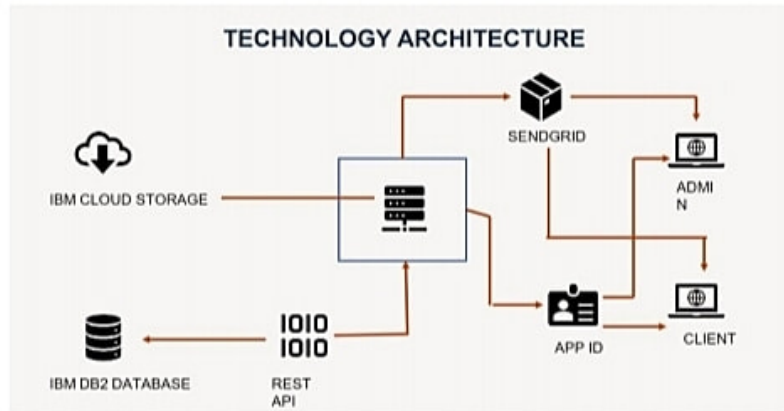 TECHNOLOGY ARCHITECTURE
SENDGRID
IBM CLOUD STORAGE
ADMI
N
APP ID
CLIENT
IBM DB2 DATABASE
1010
1010
REST
API